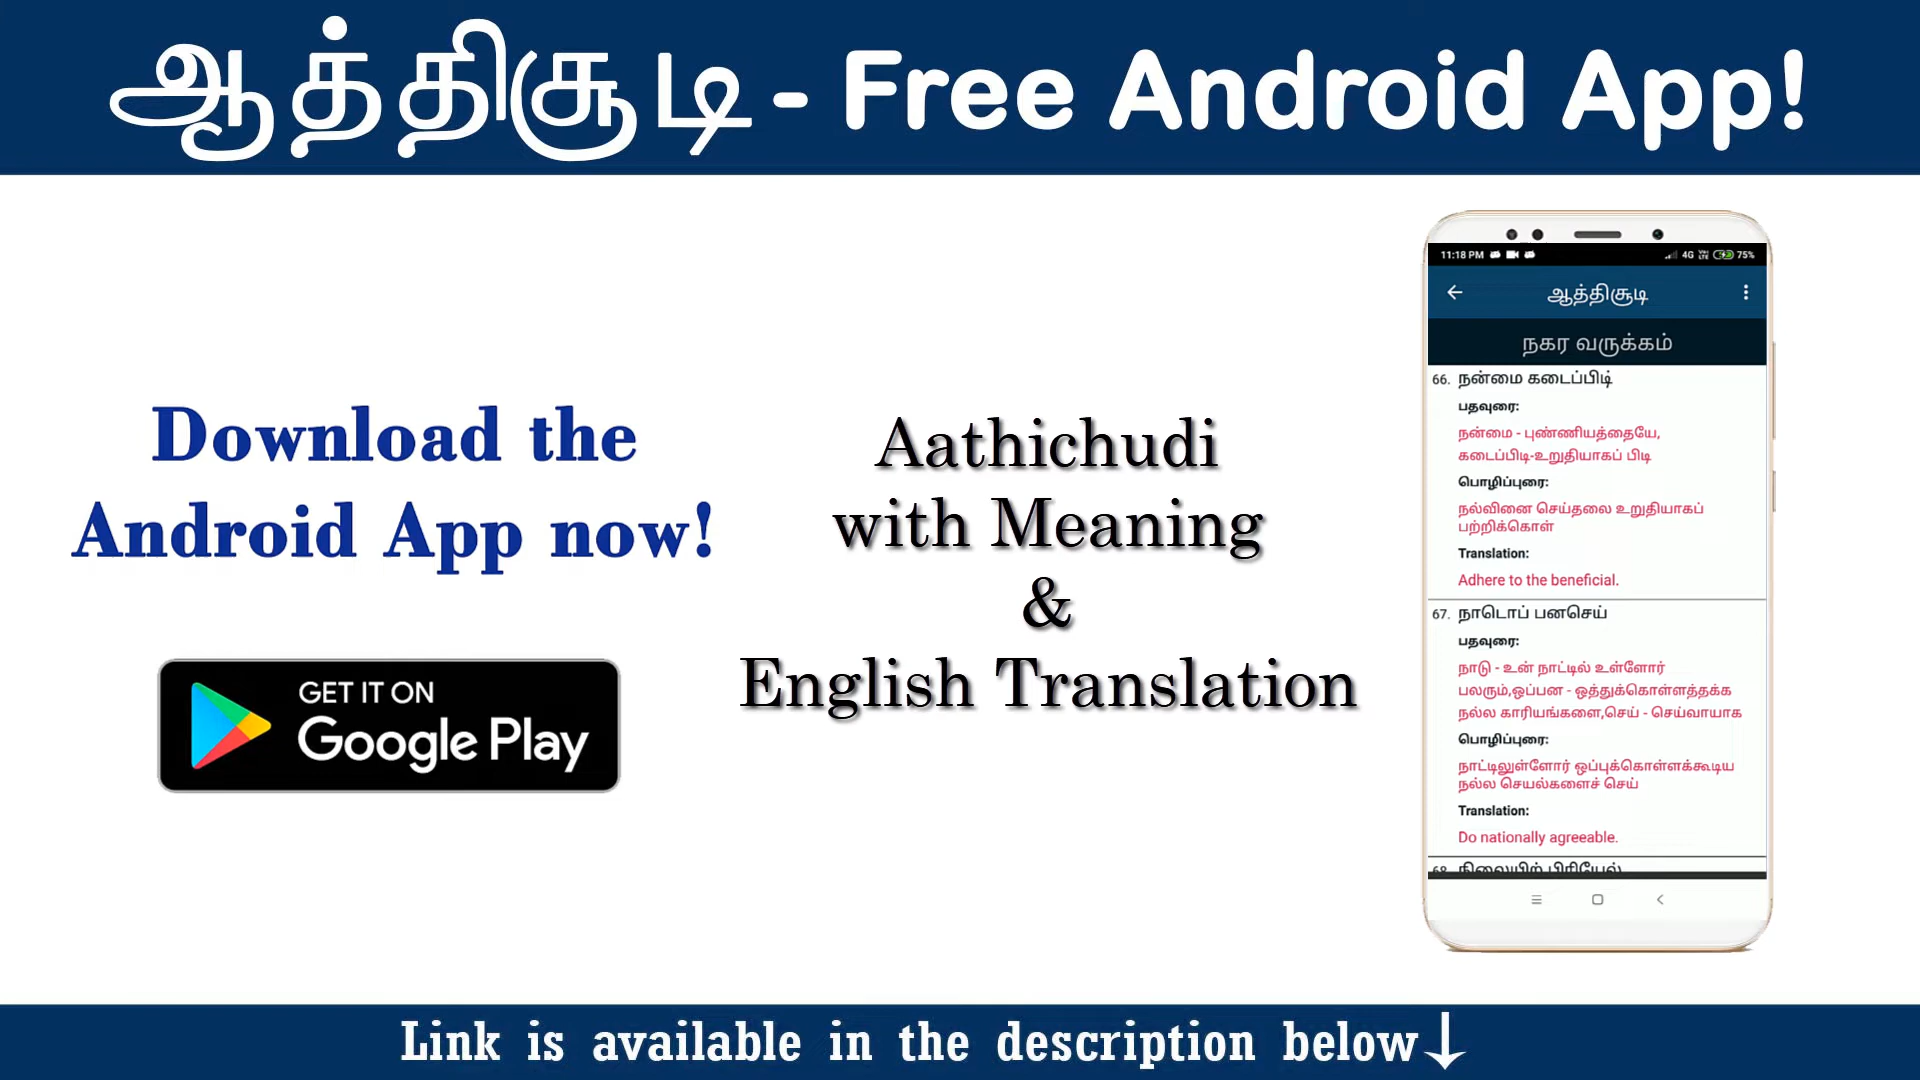 ஆத்திசூடி - Free Android App!
Download the
Android App now!
GET IT ON
Google Play
Aathichudi
with Meaning
&
English Translation
11:18 PM
4G VoLTE 75%
ஆத்திசூடி
நகர வருக்கம்
66. நன்மை கடைப்பிடி
பதவுரை:
நன்மை - புண்ணியத்தையே,
கடைப்பிடி-உறுதியாகப் பிடி
பொழிப்புரை:
நல்வினை செய்தலை உறுதியாகப்
பற்றிக்கொள்
Translation:
Adhere to the beneficial.
67. நாடொப் பனசெய்
பதவுரை:
நாடு - உன் நாட்டில் உள்ளோர்
பலரும்,ஒப்பன - ஒத்துக்கொள்ளத்தக்க
நல்ல காரியங்களை,செய் - செய்வாயாக
பொழிப்புரை:
நாட்டிலுள்ளோர் ஒப்புக்கொள்ளக்கூடிய
நல்ல செயல்களைச் செய்
Translation:
Do nationally agreeable.
68. நிலையிற் பிரியேல்
Link is available in the description below↓